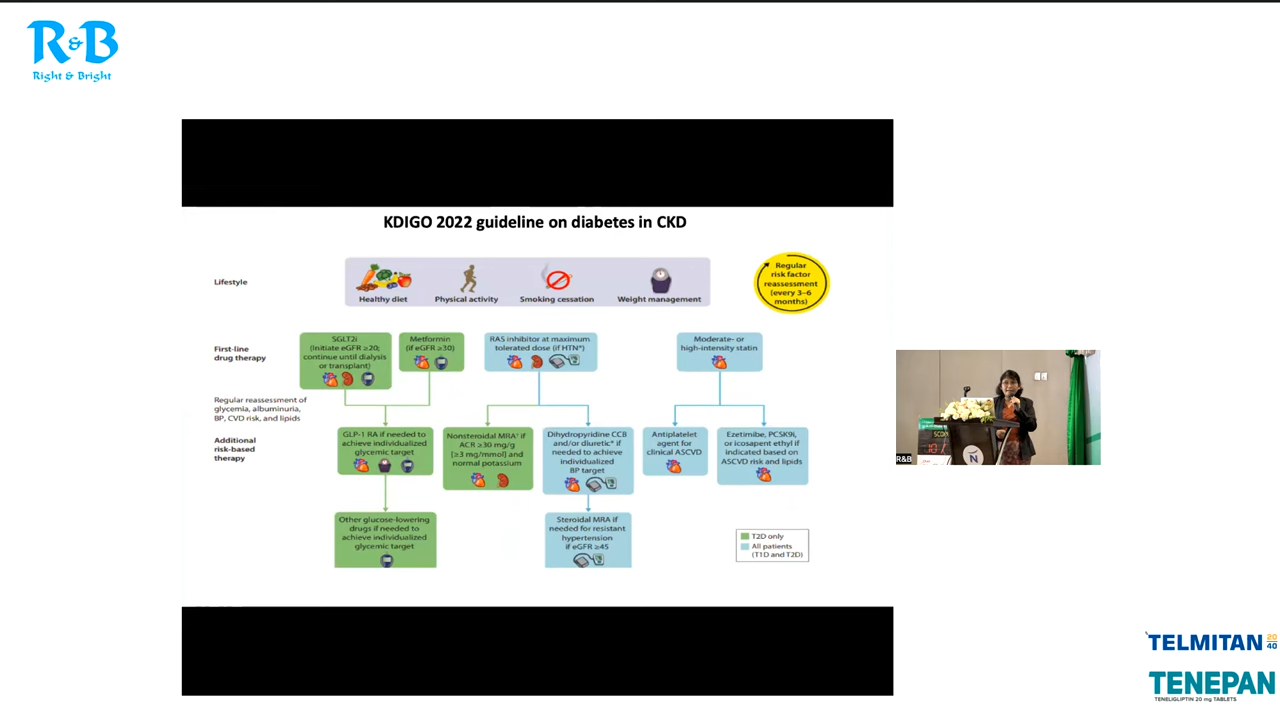 R&B
Right & Bright
KDIGO 2022 guideline on diabetes in CKD
Lifestyle
Healthy diet
Physical activity
Smoking cessation
Weight management
Regular
risk factor
reassessment
(every 3–6
months)
First-line
drug therapy
SGLT2i
(Initiate eGFR ≥20;
continue until dialysis
or transplant)
Metformin
(if eGFR ≥30)
RAS inhibitor at maximum
tolerated dose (if HTN*)
Moderate- or
high-intensity statin
Regular reassessment of
glycemia, albuminuria,
BP, CVD risk, and lipids
Additional
risk-based
therapy
GLP-1 RA if needed to
achieve individualized
glycemic target
Nonsteroidal MRA† if
ACR ≥30 mg/g
[≥3 mg/mmol] and
normal potassium
Dihydropyridine CCB
and/or diuretic* if
needed to achieve
individualized
BP target
Antiplatelet
agent for
clinical ASCVD
Ezetimibe, PCSK9i,
or icosapent ethyl if
indicated based on
ASCVD risk and lipids
Other glucose-lowering
drugs if needed to
achieve individualized
glycemic target
Steroidal MRA if
needed for resistant
hypertension
if eGFR ≥45
T2D only
All patients
(T1D and T2D)
R&B
N
TELMITAN 20 40
TENEPAN
TENELIGLIPTIN 20 mg TABLETS